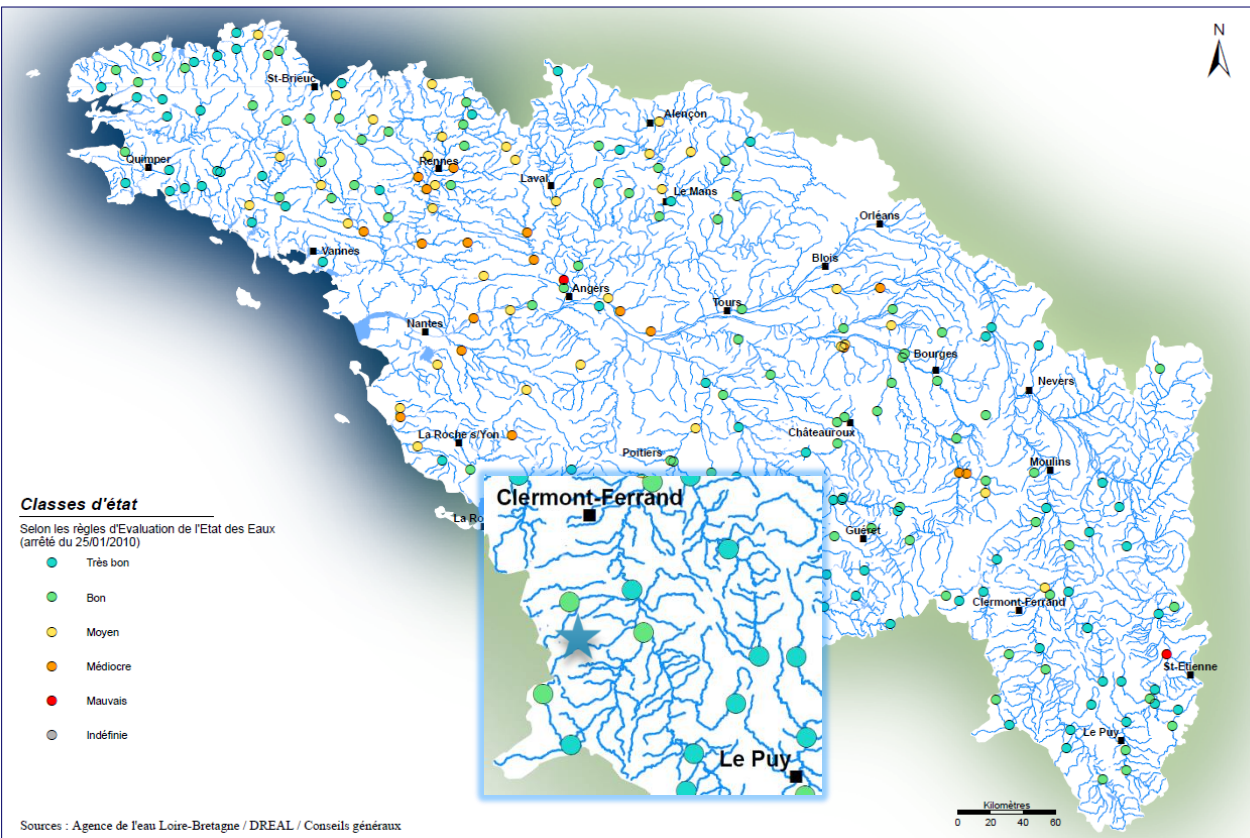 N
St-Brieuc
Alençon
Quimper
Rennes
Laval
Le Mans
Orléans
Vannes
Blois
Angers
Tours
Nantes
Bourges
Nevers
La Roche s/Yon
Châteauroux
Poitiers
Moulins
Clermont-Ferrand
La Ro
Guéret
Clermont-Ferrand
St-Etienne
Le Puy
Le Puy
Classes d'état
Selon les règles d'Evaluation de l'Etat des Eaux
(arrêté du 25/01/2010)
Très bon
Bon
Moyen
Médiocre
Mauvais
Indéfinie
Kilomètres
0 20 40 60
Sources : Agence de l'eau Loire-Bretagne / DREAL / Conseils généraux